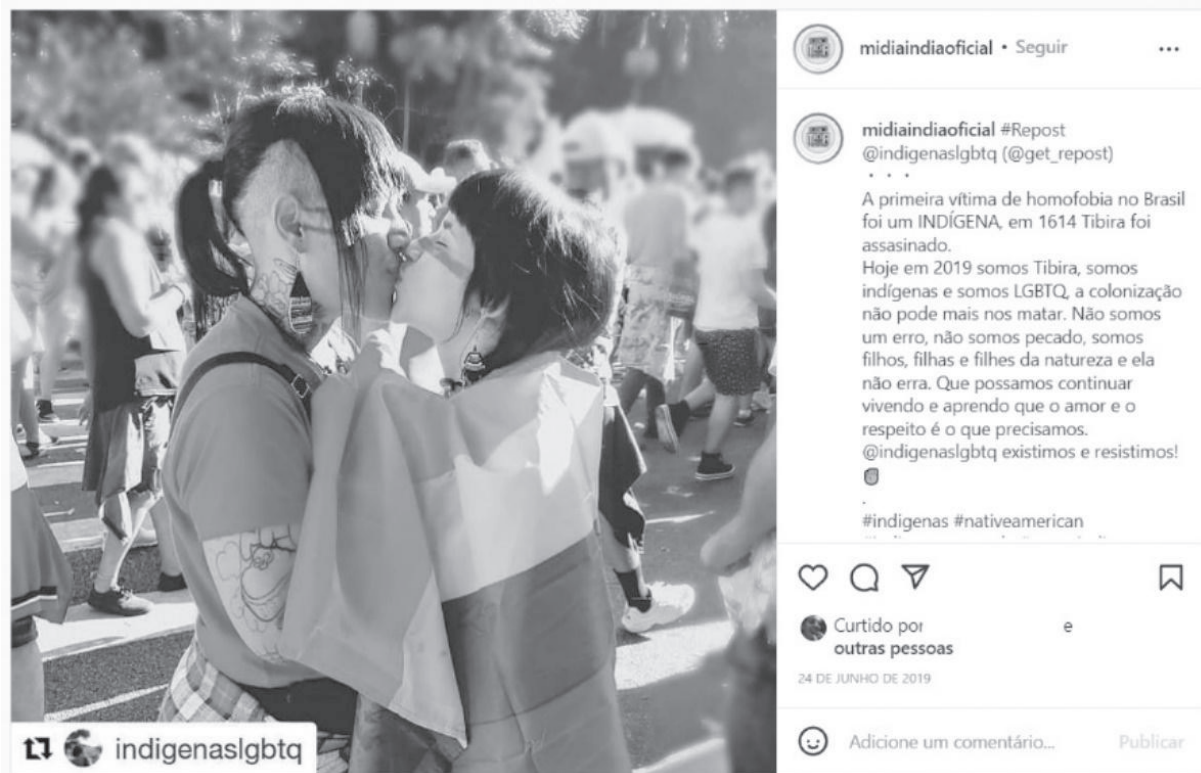 midiaindiaoficial • Seguir
midiaindiaoficial #Repost
@indigenaslgbtq (@get_repost)
A primeira vítima de homofobia no Brasil
foi um INDÍGENA, em 1614 Tibira foi
assasinado.
Hoje em 2019 somos Tibira, somos
indígenas e somos LGBTQ, a colonização
não pode mais nos matar. Não somos
um erro, não somos pecado, somos
filhos, filhas e filhes da natureza e ela
não erra. Que possamos continuar
vivendo e aprendo que o amor e o
respeito é o que precisamos.
@indigenaslgbtq existimos e resistimos!
.
#indigenas #nativeamerican
Curtido por e
outras pessoas
24 DE JUNHO DE 2019
Adicione um comentário... Publicar
indigenaslgbtq